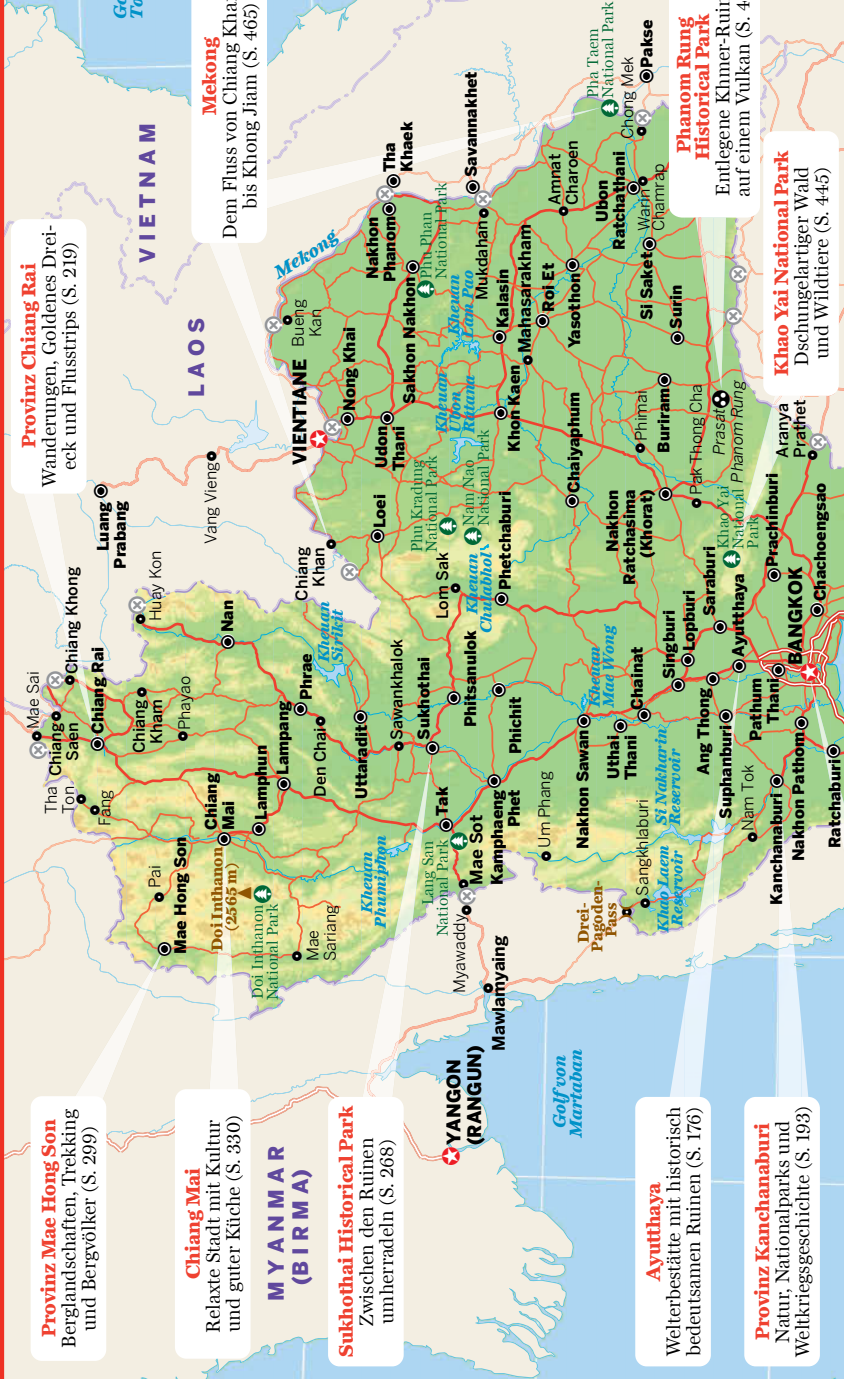 Provinz Mae Hong Son
Berglandschaften, Trekking
und Bergvölker (S. 299)
Chiang Mai
Relaxte Stadt mit Kultur
und guter Küche (S. 330)
MYANMAR
(BIRMA)
Sukhothai Historical Park
Zwischen den Ruinen
umherradeln (S. 268)
Ayutthaya
Welterbestätte mit historisch
bedeutsamen Ruinen (S. 176)
Provinz Kanchanaburi
Natur, Nationalparks und
Weltkriegsgeschichte (S. 193)
YANGON
(RANGUN)
Golf von
Martaban
Mawlamyaing
Myawaddy
Drei-
Pagoden-
Pass
Mae Hong Son
Pai
Doi Inthanon
(2565 m)
Doi Inthanon
National Park
Mae
Sariang
Tha
Ton
Fang
Mae Sai
Chiang
Saen
Chiang Khong
Chiang Rai
Chiang
Kham
Phayao
Chiang
Mai
Lamphun
Lampang
Phrae
Den Chai
Nan
Huay Kon
Kheuan
Sirikit
Uttaradit
Sawankhalok
Sukhothai
Phitsanulok
Kheuan
Phumiphon
Tak
Lang San
National Park
Mae Sot
Kamphaeng
Phet
Phichit
Um Phang
Nakhon Sawan
Kheuan
Mae Wong
Uthai
Thani
Chainat
Singburi
Lopburi
Saraburi
Ang Thong
Ayutthaya
Suphanburi
Pathum
Thani
BANGKOK
Chachoengsao
Prachinburi
Sangkhlaburi
Khao Laem
Reservoir
Si Nakharin
Reservoir
Nam Tok
Kanchanaburi
Nakhon Pathom
Ratchaburi
Provinz Chiang Rai
Wanderungen, Goldenes Drei-
eck und Flusstrips (S. 219)
Luang
Prabang
Vang Vieng
LAOS
VIETNAM
VIENTIANE
Chiang
Khan
Loei
Nong Khai
Udon
Thani
Bueng
Kan
Mekong
Sakhon Nakhon
Nakhon
Phanom
Tha
Khaek
Phu Phan
National Park
Savannakhet
Mukdahan
Phu Kradung
National Park
Nam Nao
National Park
Lom Sak
Kheuan
Chulabhol
Phetchaburi
Kheuan
Ubon
Ratana
Kheuan
Lam Pao
Khon Kaen
Kalasin
Mahasarakham
Roi Et
Yasothon
Amnat
Charoen
Ubon
Ratchathani
Warin
Chamrap
Chong Mek
Pakse
Pha Taem
National Park
Si Saket
Surin
Buriram
Phimai
Chaiyaphum
Nakhon
Ratchasima
(Khorat)
Pak Thong Cha
Prasat
Phanom Rung
Khao Yai
National
Park
Aranya
Prathet
Mekong
Dem Fluss von Chiang Kha
bis Khong Jiam (S. 465)
Phanom Rung
Historical Park
Entlegene Khmer-Ruin
auf einem Vulkan (S. 4
Khao Yai National Park
Dschungelartiger Wald
und Wildtiere (S. 445)